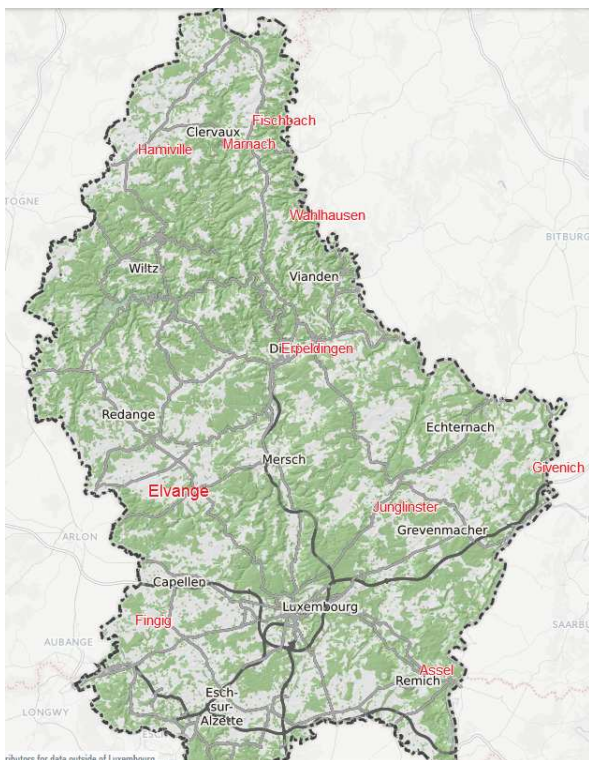 Fischbach
Clervaux
Marnach
Hamiville
TOGNE
Wahlhausen
BITBURG
Wiltz
Vianden
Di
Erpeldingen
Redange
Echternach
Mersch
Givenich
Elvange
Junglinster
Grevenmacher
ARLON
Capellen
Luxembourg
Fingig
SAARBU
AUBANGE
Assel
Remich
Esch-
sur-
Alzette
LONGWY
ESCH
ributors for data outside of Luxembourg